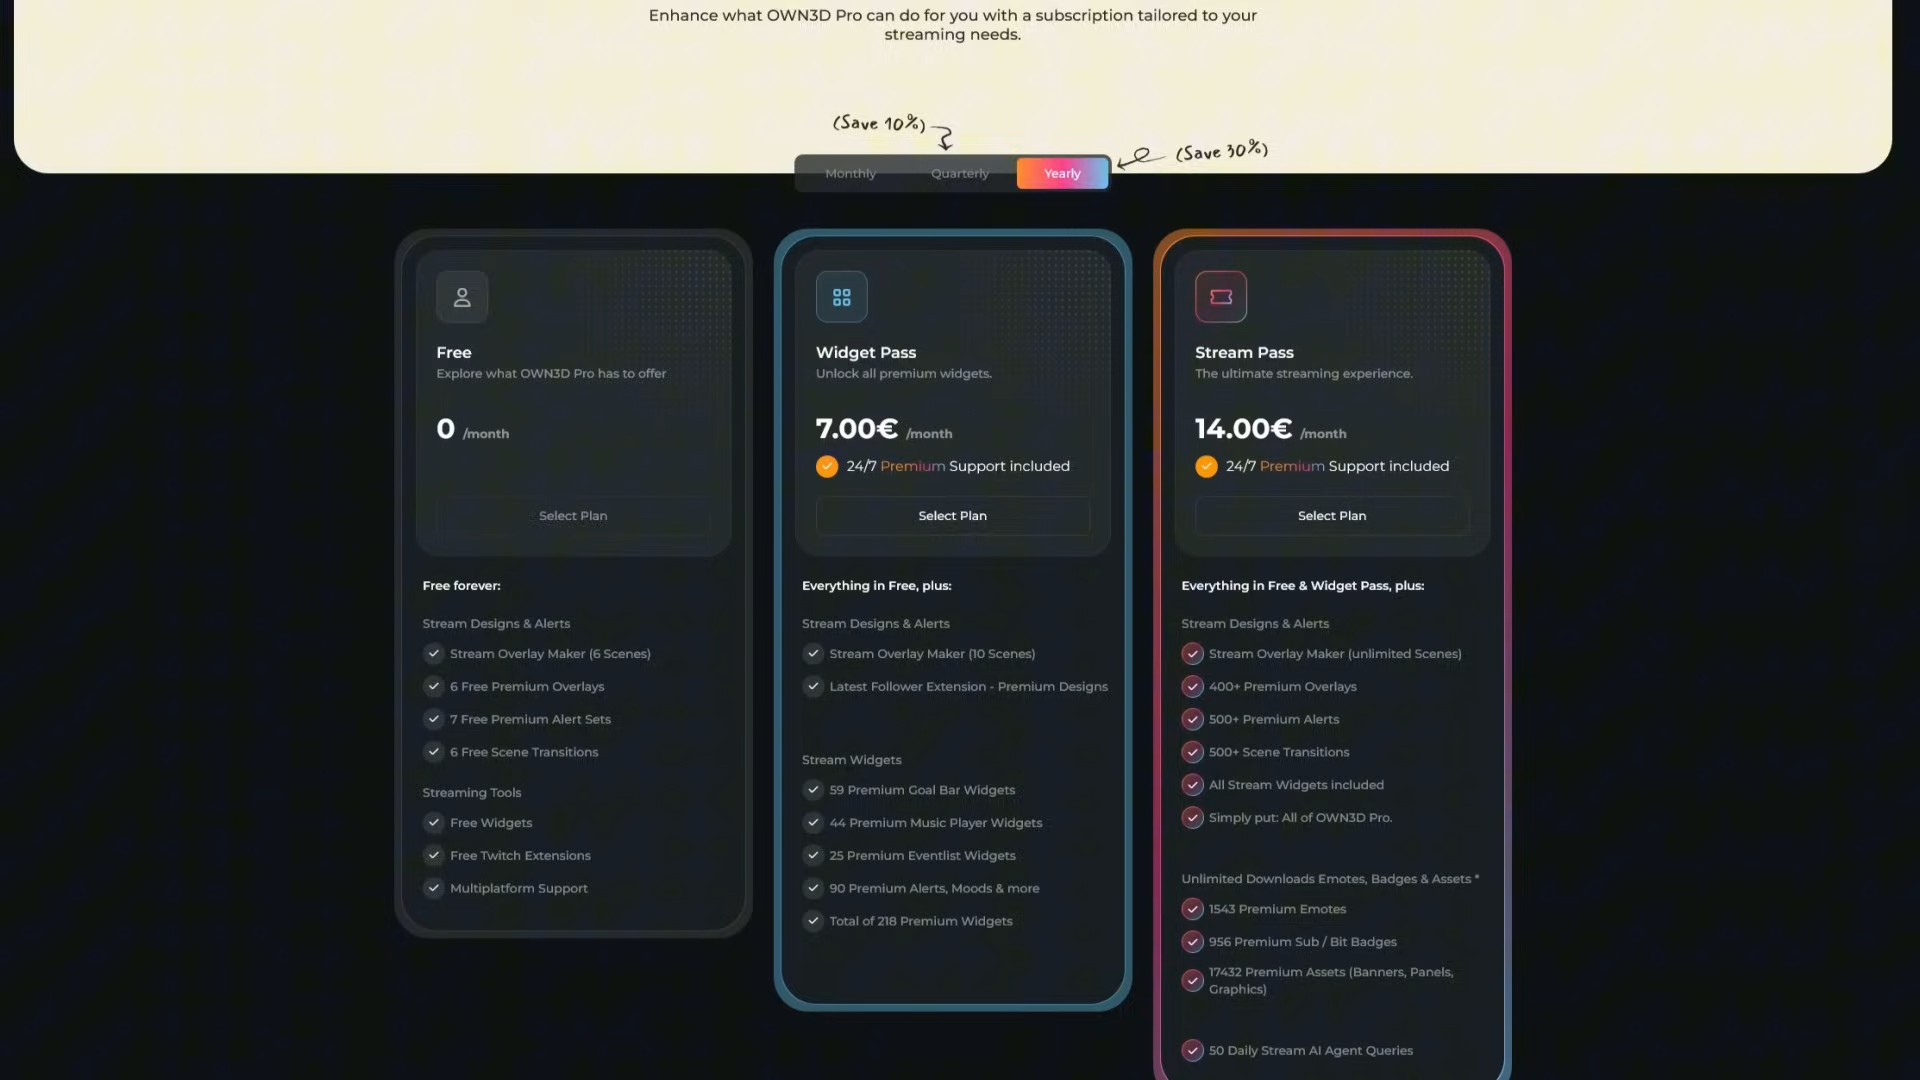 Enhance what OWN3D Pro can do for you with a subscription tailored to your
streaming needs.
(Save 10%)
(Save 30%)
Monthly
Quarterly
Yearly
Free
Explore what OWN3D Pro has to offer
0 /month
Select Plan
Free forever:
Stream Designs & Alerts
Stream Overlay Maker (6 Scenes)
6 Free Premium Overlays
7 Free Premium Alert Sets
6 Free Scene Transitions
Streaming Tools
Free Widgets
Free Twitch Extensions
Multiplatform Support
Widget Pass
Unlock all premium widgets.
7.00€ /month
24/7 Premium Support included
Select Plan
Everything in Free, plus:
Stream Designs & Alerts
Stream Overlay Maker (10 Scenes)
Latest Follower Extension - Premium Designs
Stream Widgets
59 Premium Goal Bar Widgets
44 Premium Music Player Widgets
25 Premium Eventlist Widgets
90 Premium Alerts, Moods & more
Total of 218 Premium Widgets
Stream Pass
The ultimate streaming experience.
14.00€ /month
24/7 Premium Support included
Select Plan
Everything in Free & Widget Pass, plus:
Stream Designs & Alerts
Stream Overlay Maker (unlimited Scenes)
400+ Premium Overlays
500+ Premium Alerts
500+ Scene Transitions
All Stream Widgets included
Simply put: All of OWN3D Pro.
Unlimited Downloads Emotes, Badges & Assets *
1543 Premium Emotes
956 Premium Sub / Bit Badges
17432 Premium Assets (Banners, Panels,
Graphics)
50 Daily Stream AI Agent Queries